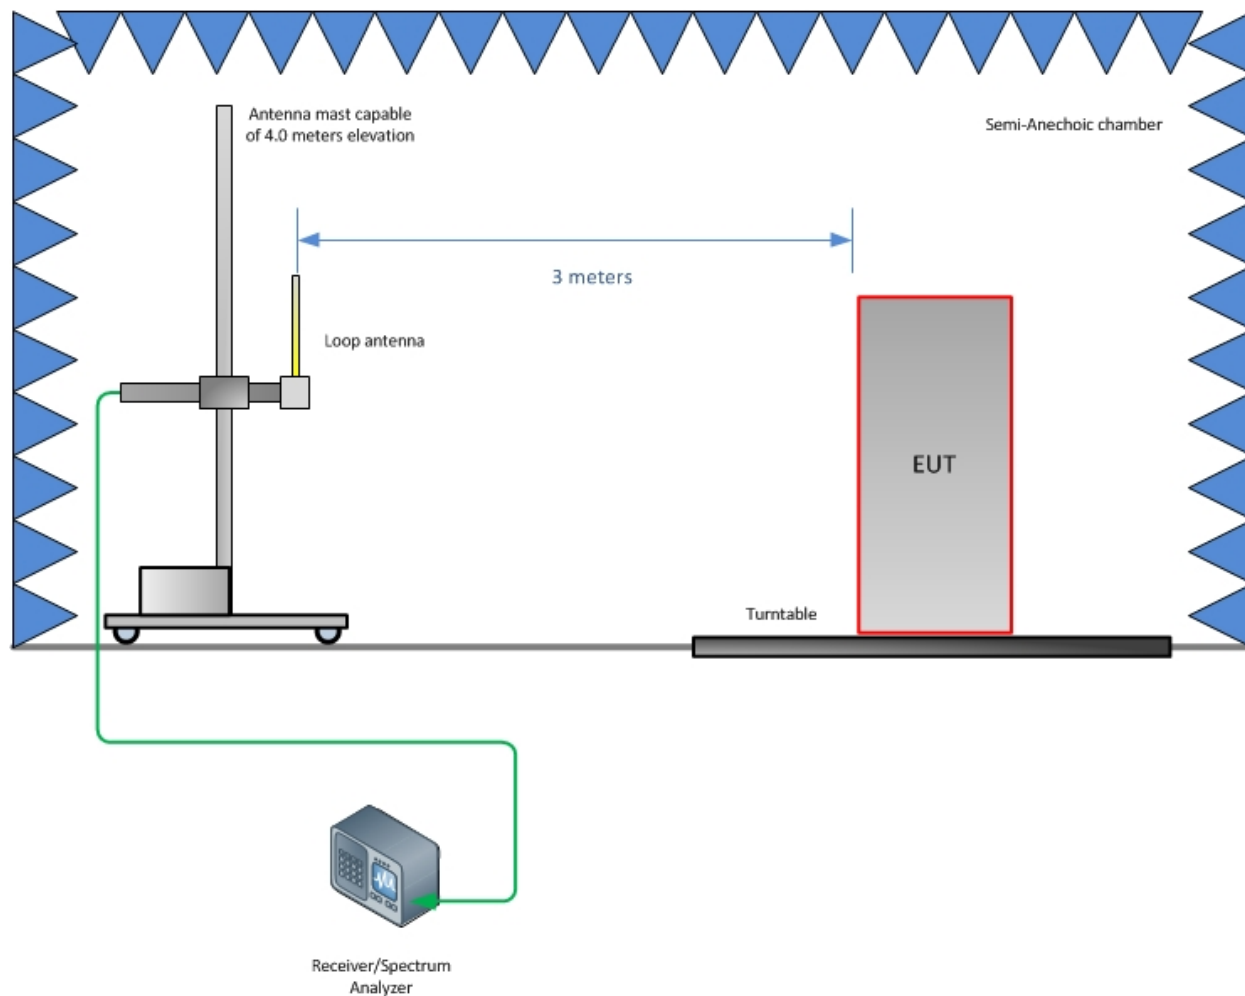 Antenna mast capable
of 4.0 meters elevation
Semi-Anechoic chamber
3 meters
Loop antenna
EUT
Turntable
Receiver/Spectrum
Analyzer